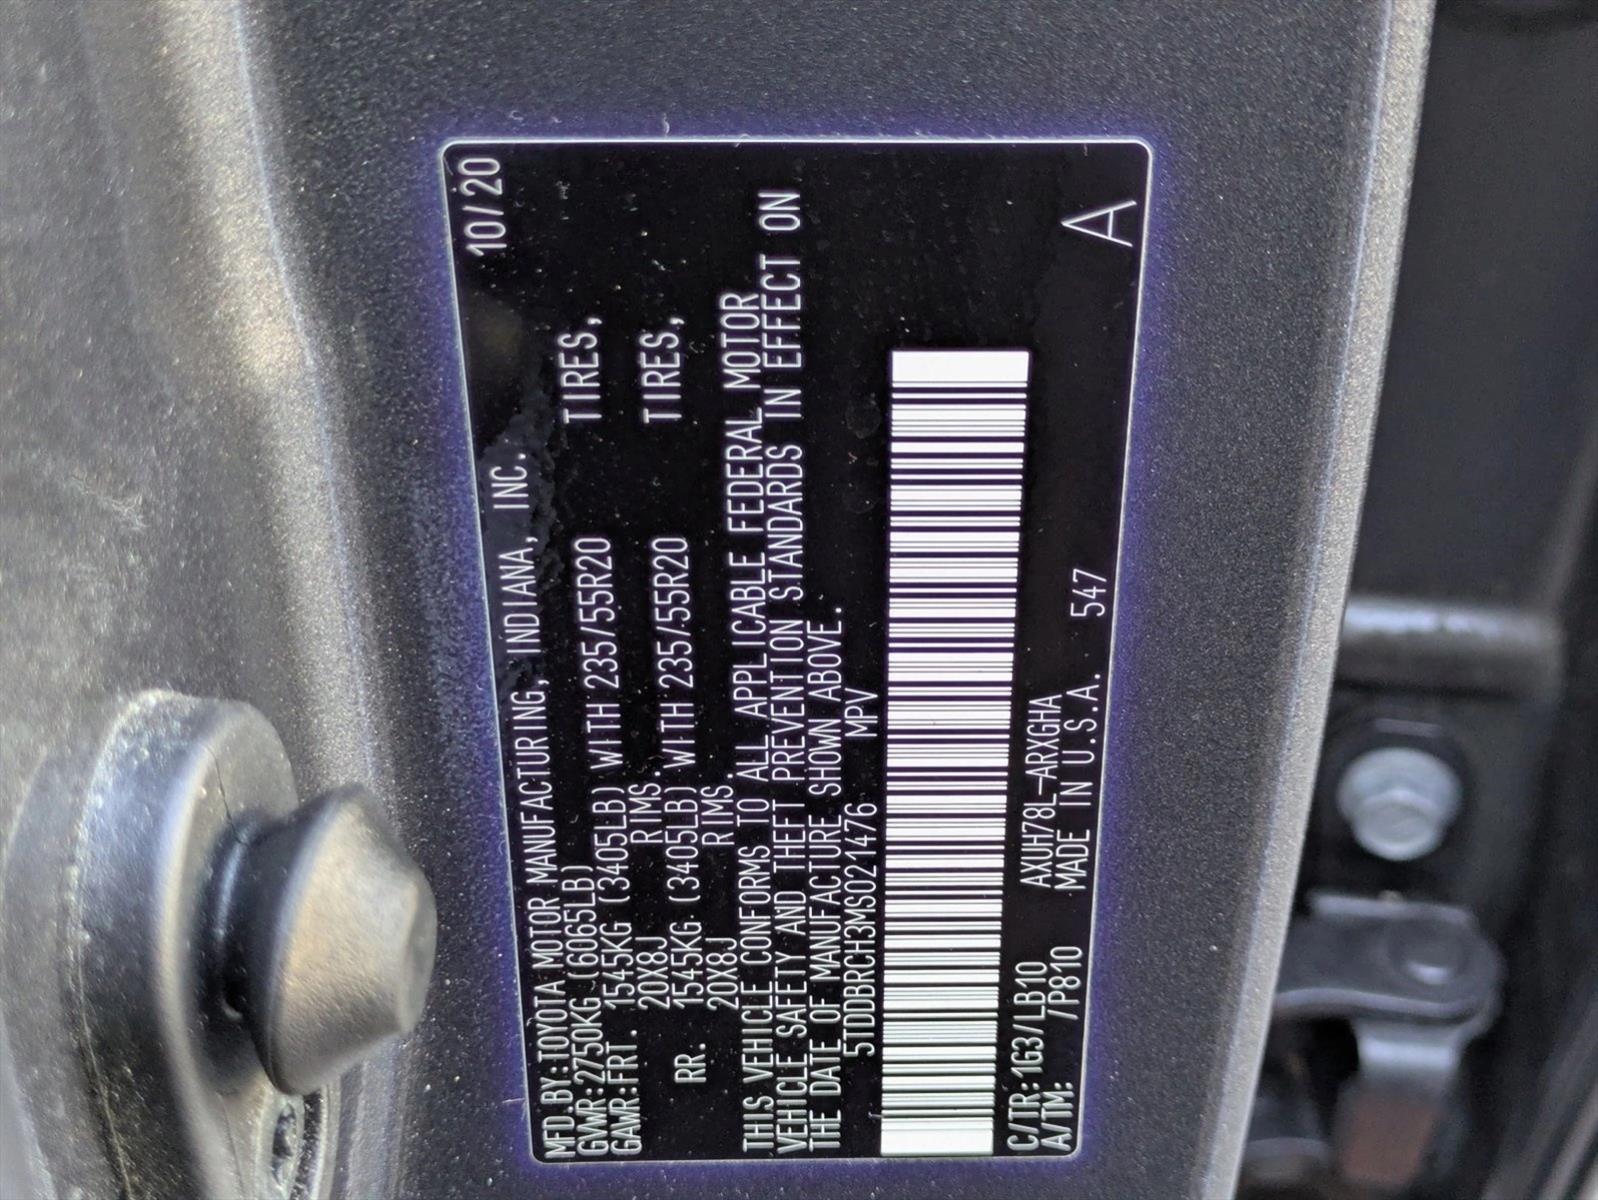 MFD.BY:TOYOTA MOTOR MANUFACTURING, INDIANA, INC. 10/20
GVWR:2750KG (6065LB)
GAWR:FRT. 1545KG (3405LB) WITH 235/55R20 TIRES,
20X8J RIMS
RR. 1545KG (3405LB) WITH 235/55R20 TIRES,
20X8J RIMS
THIS VEHICLE CONFORMS TO ALL APPLICABLE FEDERAL MOTOR
VEHICLE SAFETY AND THEFT PREVENTION STANDARDS IN EFFECT ON
THE DATE OF MANUFACTURE SHOWN ABOVE.
5TDDBRCH3MS021476 MPV
C/TR:1G3/LB10 AXUH78L-ARXGHA
A/TM: /P810 MADE IN U.S.A. 547 A